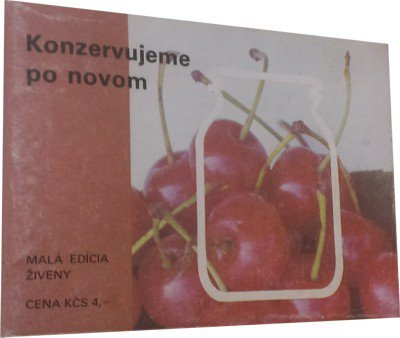 Konzervujeme
po novom
MALÁ EDÍCIA
ŽIVENY
CENA KČS 4,–